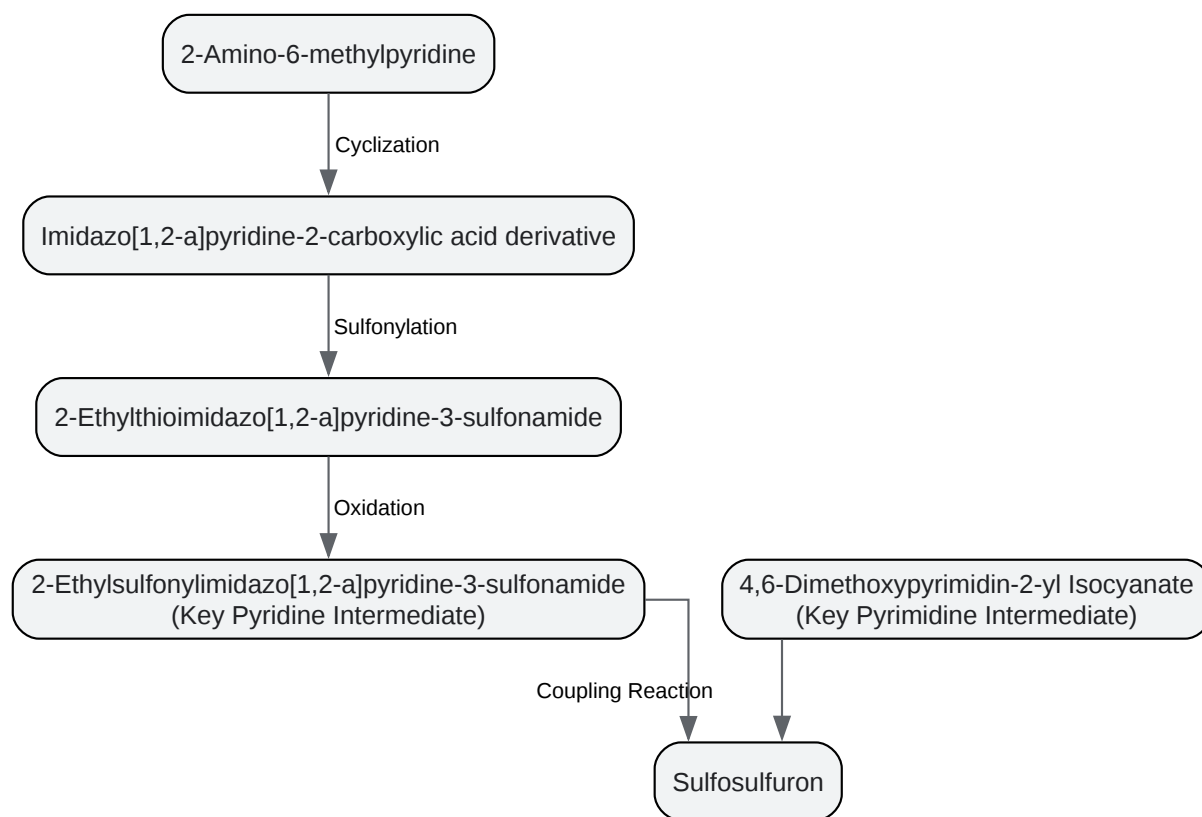 2-Amino-6-methylpyridine
Cyclization
Imidazo[1,2-a]pyridine-2-carboxylic acid derivative
Sulfonylation
2-Ethylthioimidazo[1,2-a]pyridine-3-sulfonamide
Oxidation
2-Ethylsulfonylimidazo[1,2-a]pyridine-3-sulfonamide
(Key Pyridine Intermediate)
4,6-Dimethoxypyrimidin-2-yl Isocyanate
(Key Pyrimidine Intermediate)
Coupling Reaction
Sulfosulfuron